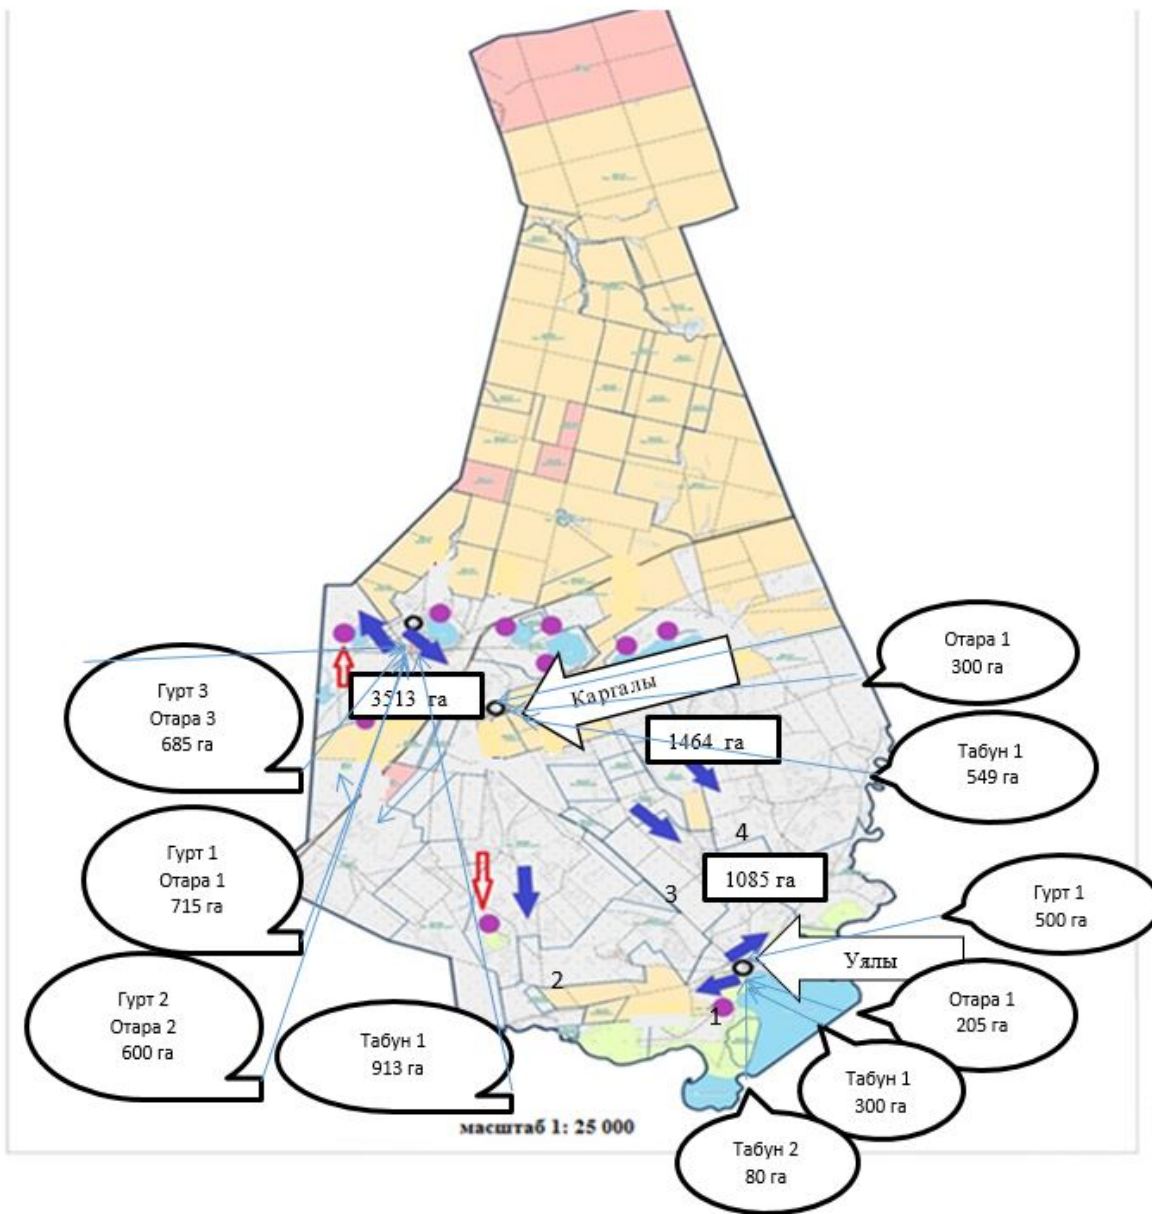 Каргалы
3513 га
1464 га
Отара 1
300 га
Табун 1
549 га
Гурт 3
Отара 3
685 га
Гурт 1
Отара 1
715 га
Гурт 2
Отара 2
600 га
Табун 1
913 га
4
1085 га
3
2
1
Уялы
Гурт 1
500 га
Отара 1
205 га
Табун 1
300 га
Табун 2
80 га
масштаб 1: 25 000